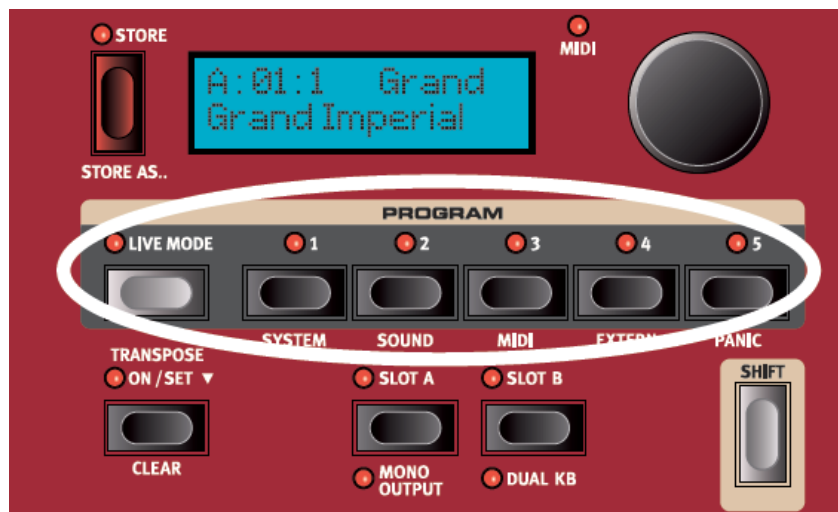 STORE
MIDI
A:01:1 Grand
Grand Imperial
STORE AS..
PROGRAM
LIVE MODE 1 2 3 4 5
SYSTEM SOUND MIDI EXTERN PANIC
TRANSPOSE
ON /SET ▼ SLOT A SLOT B SHIFT
CLEAR MONO OUTPUT DUAL KB